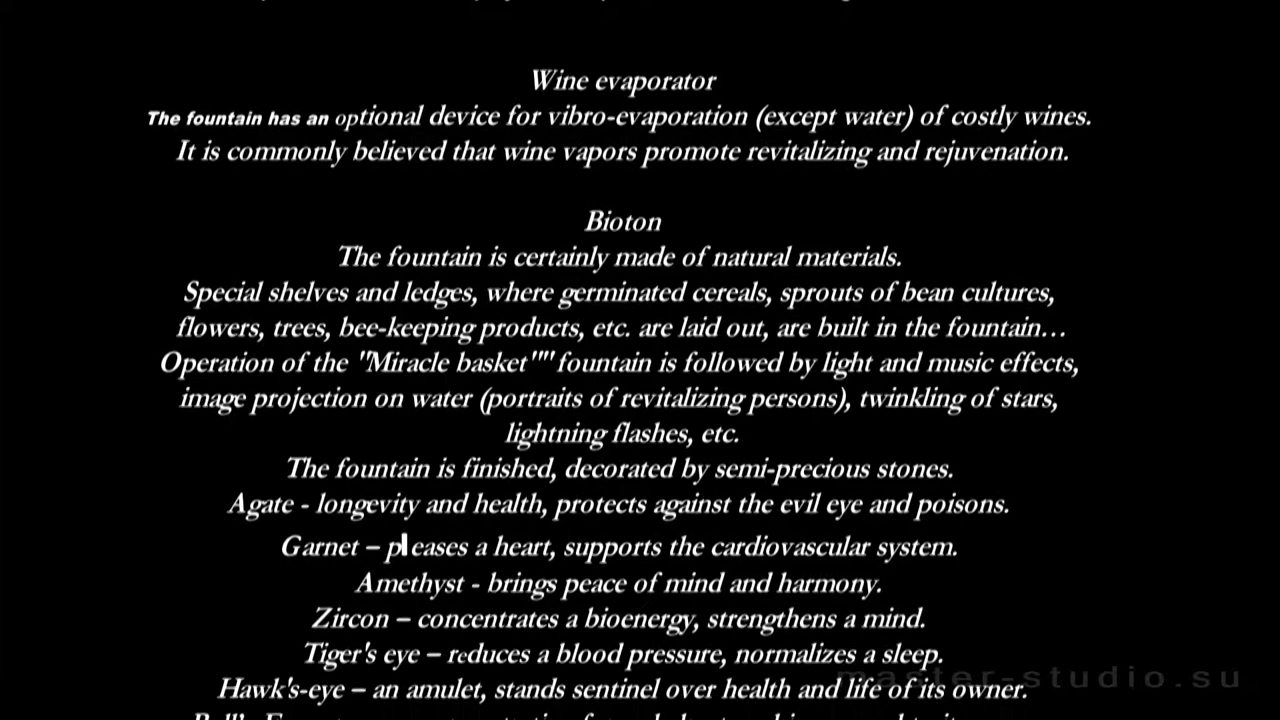 Wine evaporator
The fountain has an optional device for vibro-evaporation (except water) of costly wines.
It is commonly believed that wine vapors promote revitalizing and rejuvenation.
Bioton
The fountain is certainly made of natural materials.
Special shelves and ledges, where germinated cereals, sprouts of bean cultures,
flowers, trees, bee-keeping products, etc. are laid out, are built in the fountain...
Operation of the "Miracle basket"" fountain is followed by light and music effects,
image projection on water (portraits of revitalizing persons), twinkling of stars,
lightning flashes, etc.
The fountain is finished, decorated by semi-precious stones.
Agate - longevity and health, protects against the evil eye and poisons.
Garnet – pleases a heart, supports the cardiovascular system.
Amethyst - brings peace of mind and harmony.
Zircon – concentrates a bioenergy, strengthens a mind.
Tiger's eye – reduces a blood pressure, normalizes a sleep.
master-studio.su
Hawk's-eye – an amulet, stands sentinel over health and life of its owner.